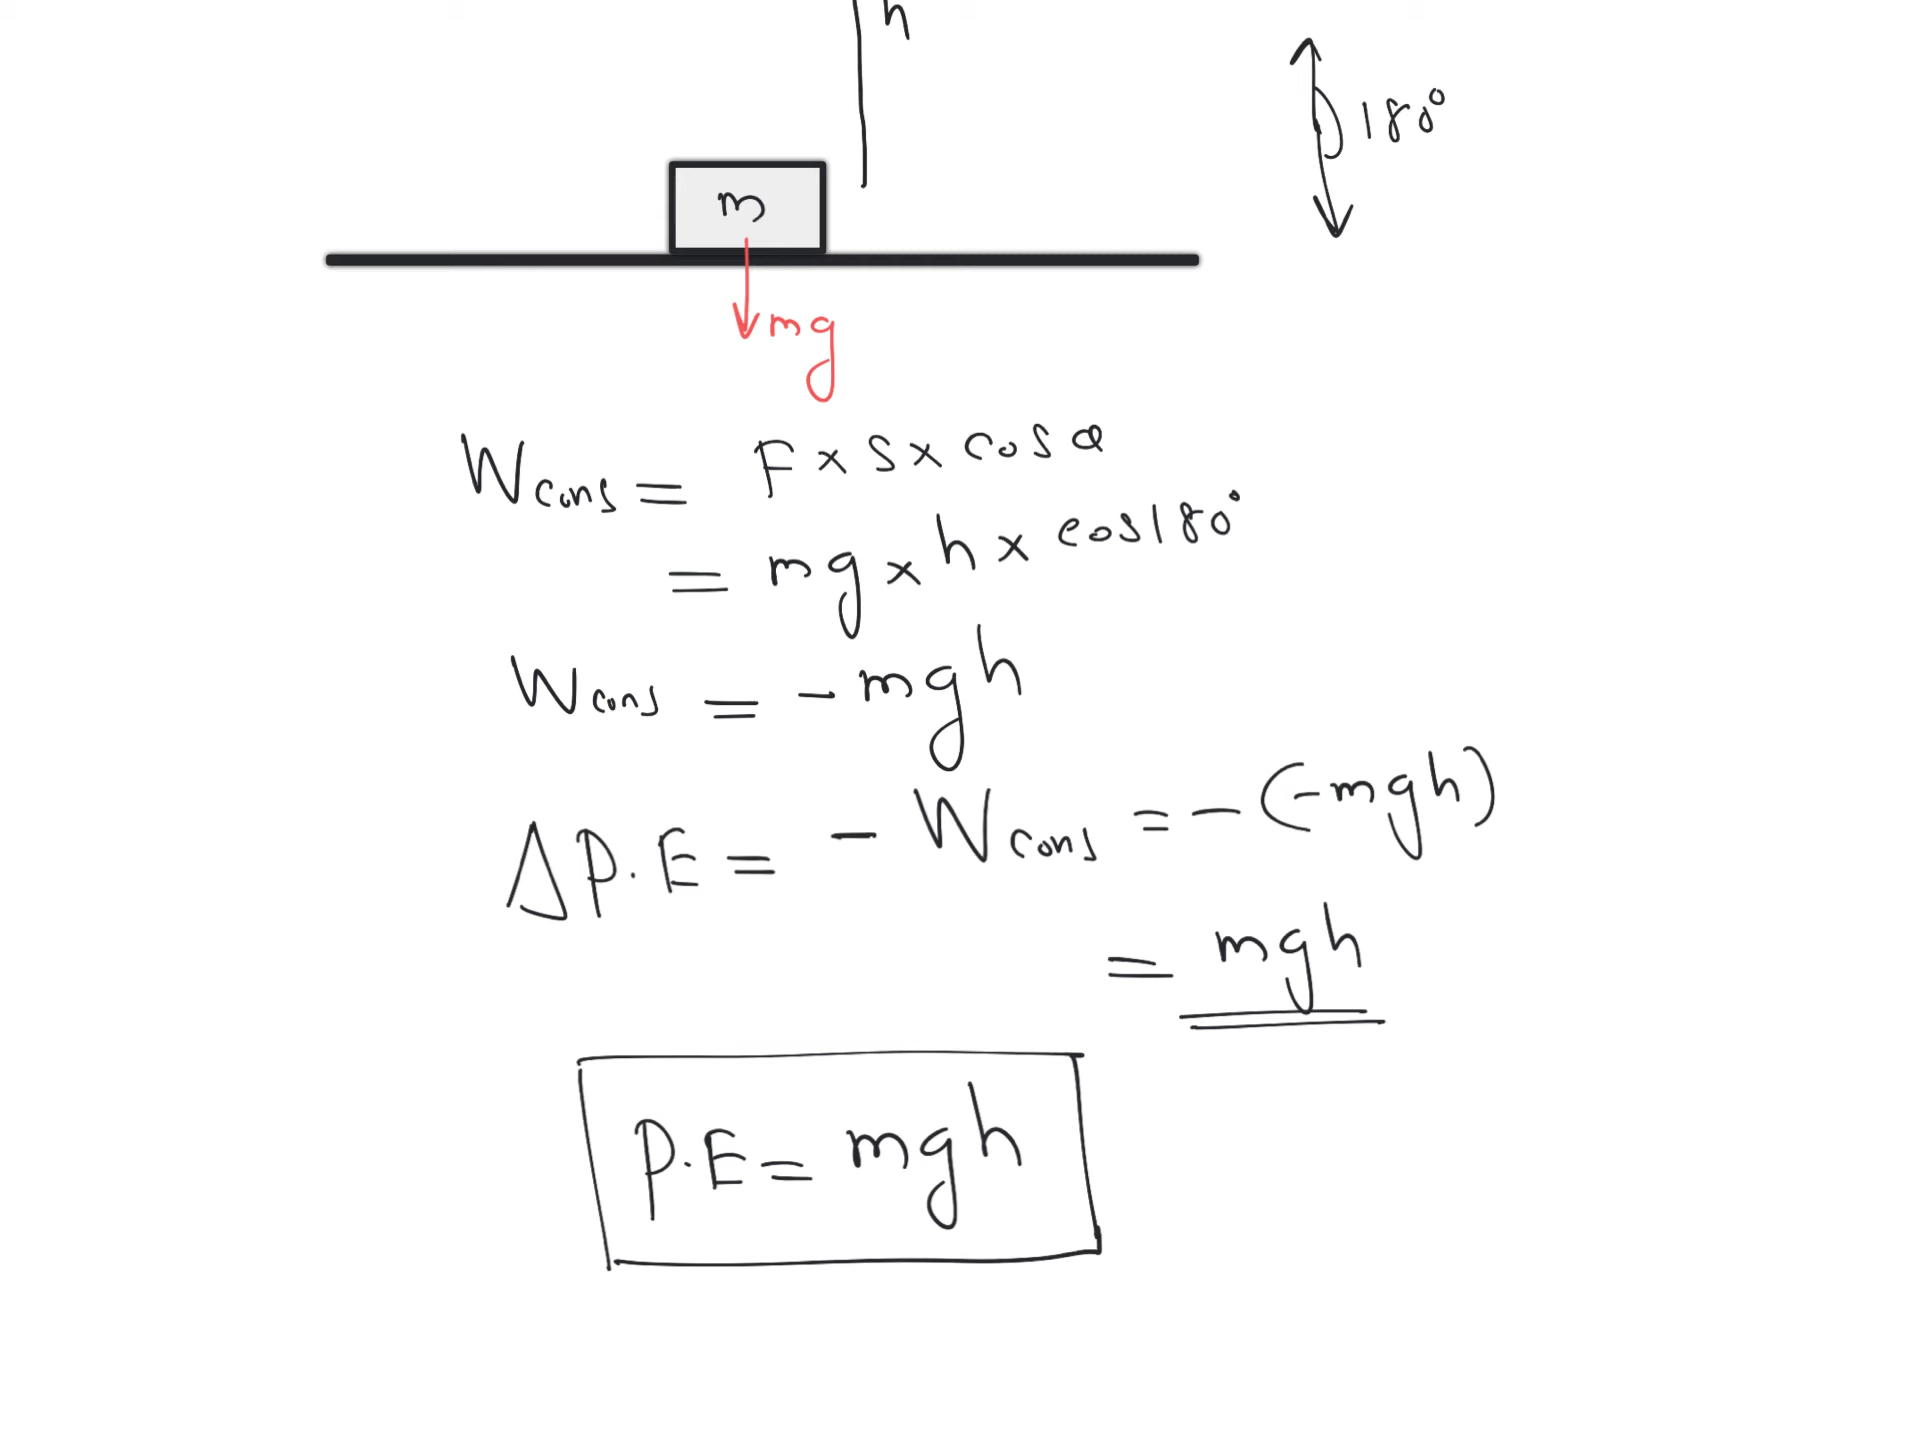 h
180°
m
mg
Wcons = F × S × cos θ
= mg × h × cos180°
Wcons = - mgh
ΔP.E = - Wcons = - (-mgh)
= mgh
P.E = mgh